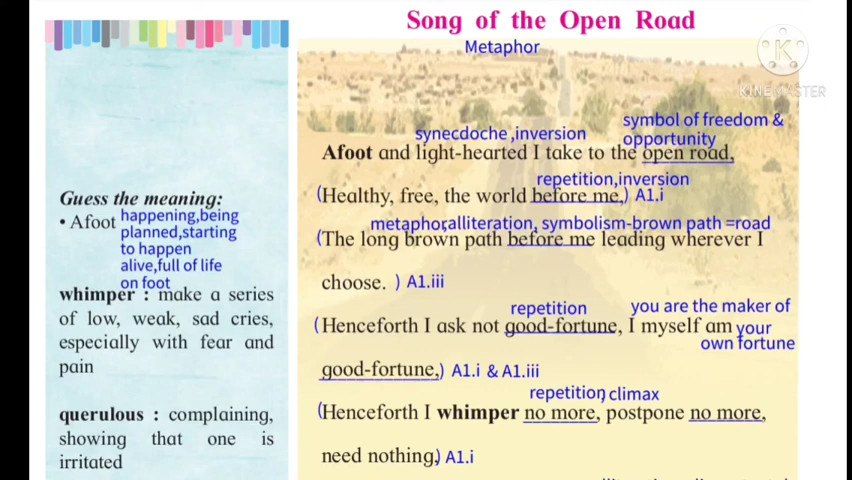 Song of the Open Road
Metaphor
KINEMASTER
symbol of freedom &
opportunity
synecdoche ,inversion
Afoot and light-hearted I take to the open road,
repetition,inversion
(Healthy, free, the world before me,) A1.i
metaphor,alliteration, symbolism-brown path =road
(The long brown path before me leading wherever I
choose. ) A1.iii
repetition
you are the maker of
your
own fortune
(Henceforth I ask not good-fortune, I myself am
good-fortune,) A1.i & A1.iii
repetition, climax
(Henceforth I whimper no more, postpone no more,
need nothing,) A1.i
Guess the meaning:
• Afoot happening,being
planned,starting
to happen
alive,full of life
on foot
whimper : make a series
of low, weak, sad cries,
especially with fear and
pain
querulous : complaining,
showing that one is
irritated